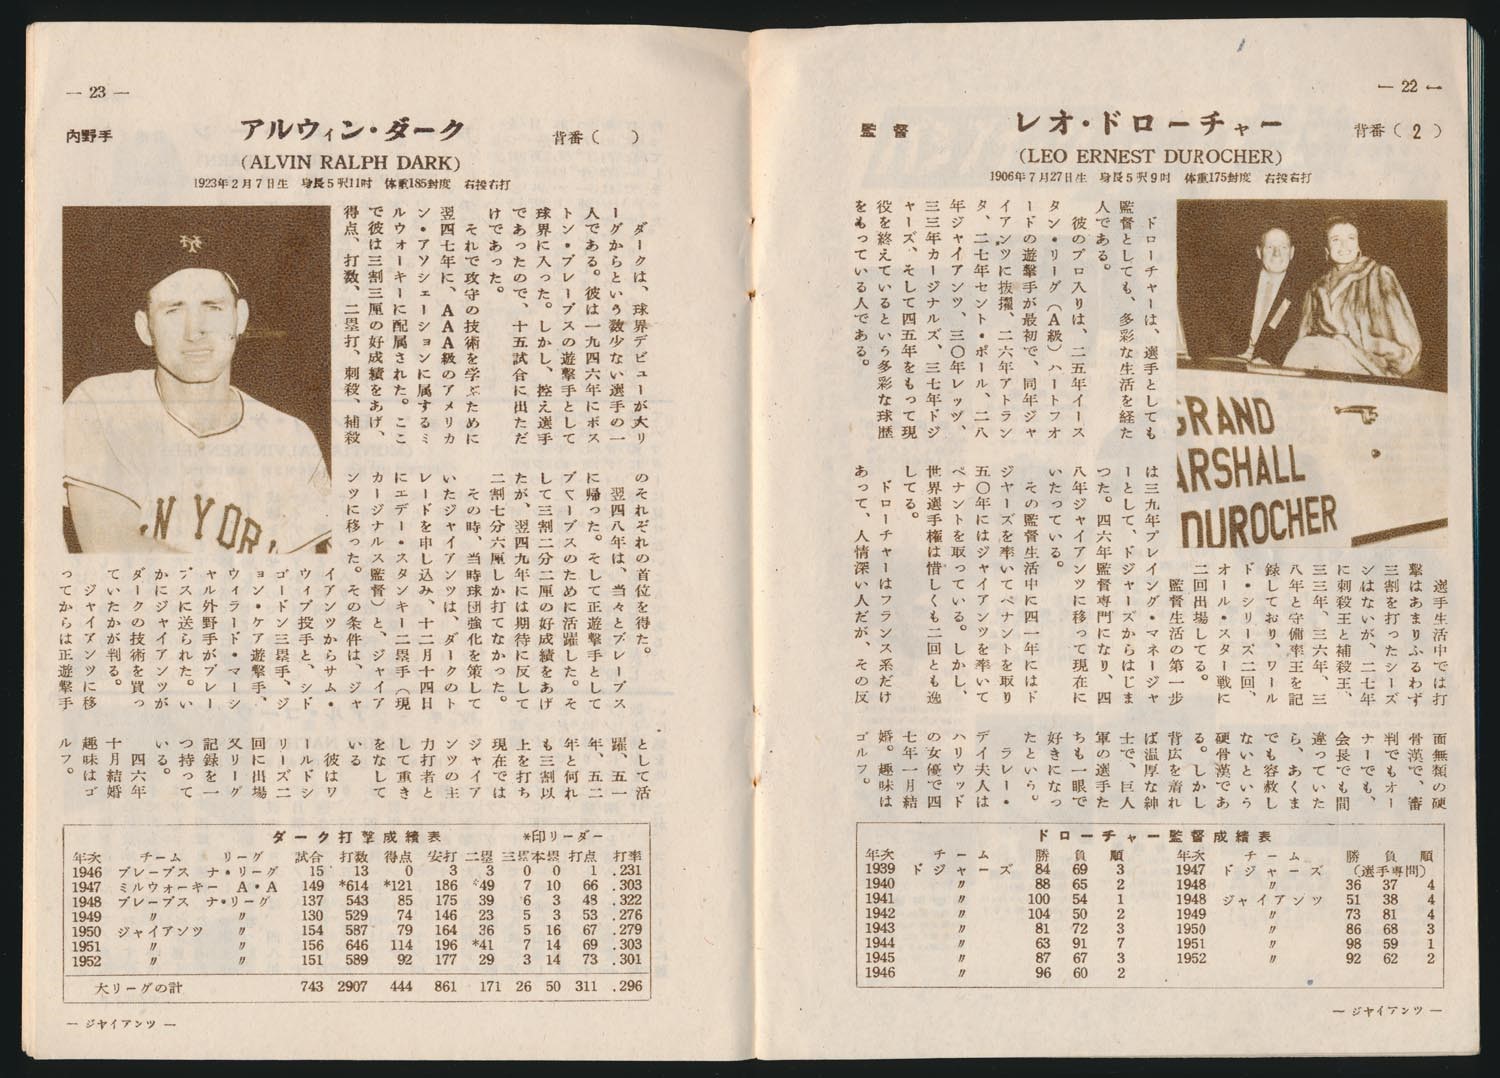 — 22 —
監督
レオ・ドローチャー
背番（ 2 ）
(LEO ERNEST DUROCHER)
1906年7月27日生　身長5呎9吋　体重175封度　右投右打
GRAND
ARSHALL
DUROCHER
ドローチャーは、選手としても
監督としても、多彩な生活を経た
人である。
彼のプロ入りは、二五年イース
タン・リーグ（A級）ハートフォ
ードの遊撃手が最初で、同年ジャ
イアンツに抜擢、二六年アトラン
タ、二七年セント・ポール、二八
年ジャイアンツ、三〇年レッヅ、
三三年カージナルズ、三七年ドジ
ャーズ、そして四五年をもって現
役を終えているという多彩な球歴
をもっている人である。
選手生活中では打
撃はあまりふるわず
三割を打ったシーズ
ンはないが、二七年
に刺殺王と補殺王、
三三年、三六年、三
八年と守備率王を記
録しており、ワール
ド・シリーズ二回、
オール・スター戦に
二回出場してる。
監督生活の第一歩
は三九年プレイング・マネージャ
ーとして、ドジャーズからはじま
つた。四六年監督専門になり、四
八年ジャイアンツに移って現在に
いたっている。
その監督生活中に四一年にはド
ジヤーズを率いてペナントを取り
五〇年にはジャイアンツを率いて
ペナントを取っている。しかし、
世界選手権は惜しくも二回とも逸
してる。
ドローチャーはフランス系だけ
あって、人情深い人だが、その反
面無類の硬
骨漢で、審
判でもオー
ナーでも、
会長でも間
違っていた
ら、あくま
でも容赦し
ないという
硬骨漢であ
る。しかし
背広を着れ
ば温厚な紳
士で、巨人
軍の選手た
ちも一眼で
好きになっ
たという。
ラレー・
デイ夫人は
ハリウッド
の女優で四
七年一月結
婚。趣味は
ゴルフ。
ドローチャー監督成績表
年次　チーム　勝　負　順
1939　ドジャーズ　84　69　3
1940　〃　88　65　2
1941　〃　100　54　1
1942　〃　104　50　2
1943　〃　81　72　3
1944　〃　63　91　7
1945　〃　87　67　3
1946　〃　96　60　2
年次　チーム　勝　負　順
1947　ドジャーズ　（選手専問）
1948　〃　36　37　4
1948　ジャイアンツ　51　38　4
1949　〃　73　81　4
1950　〃　86　68　3
1951　〃　98　59　1
1952　〃　92　62　2
— ジヤイアンツ —
— 23 —
内野手
アルウィン・ダーク
背番（　）
(ALVIN RALPH DARK)
1923年2月7日生　身長5呎11吋　体重185封度　右投右打
N YOR
ダークは、球界デビューが大リ
ーグからという数少ない選手の一
人である。彼は一九四六年にボス
トン・ブレーブスの遊撃手として
球界に入った。しかし、控え選手
であったので、十五試合に出ただ
けであった。
それで攻守の技術を学ぶために
翌四七年に、AAA級のアメリカ
ン・アソシェーションに属するミ
ルウォーキーに配属された。ここ
で彼は三割三厘の好成績をあげ、
得点、打数、二塁打、刺殺、補殺
のそれぞれの首位を得た。
翌四八年は、当々とブレーブス
に帰った。そして正遊撃手として
ブレーブスのために活躍した。そ
して三割二分二厘の好成績をあげ
たが、翌四九年には期待に反して
二割七分六厘しか打てなかった。
その時、当時球団強化を策して
いたジャイアンツは、ダークのト
レードを申し込み、十二月十四日
にエデー・スタンキー二塁手（現
カージナルス監督）と、ジャイア
ンツに移った。その条件は、ジャ
イアンツからサム・
ウィブ投手と、シド
ゴードン三塁手、ジ
ョン・ケア遊撃手、
ウィラード・マーシ
ャル外野手がブレー
ブスに送られた。い
かにジャイアンツが
ダークの技術を買っ
ていたかが判る。
ジャイアンツに移
ってからは正遊撃手
として活
躍、五一
年、五二
年と何れ
も三割以
上を打ち
現在では
ジャイア
ンツの主
力打者と
して重き
をなして
いる
彼はワ
ールドシ
リーズ二
回に出場
又リーグ
記録を一
つ持って
いる。
四六年
十月結婚
趣味はゴ
ルフ。
ダーク打撃成績表　*印リーダー
年次　チーム　リーグ　試合　打数　得点　安打　二塁　三塁　本塁　打点　打率
1946　ブレーブス　ナ・リーグ　15　13　0　3　3　0　0　1　.231
1947　ミルウォーキー　A・A　149　*614　*121　186　*49　7　10　66　.303
1948　ブレーブス　ナ・リーグ　137　543　85　175　39　6　3　48　.322
1949　〃　〃　130　529　74　146　23　5　3　53　.276
1950　ジャイアンツ　〃　154　587　79　164　36　5　16　67　.279
1951　〃　〃　156　646　114　196　*41　7　14　69　.303
1952　〃　〃　151　589　92　177　29　3　14　73　.301
大リーグの計　743　2907　444　861　171　26　50　311　.296
— ジヤイアンツ —